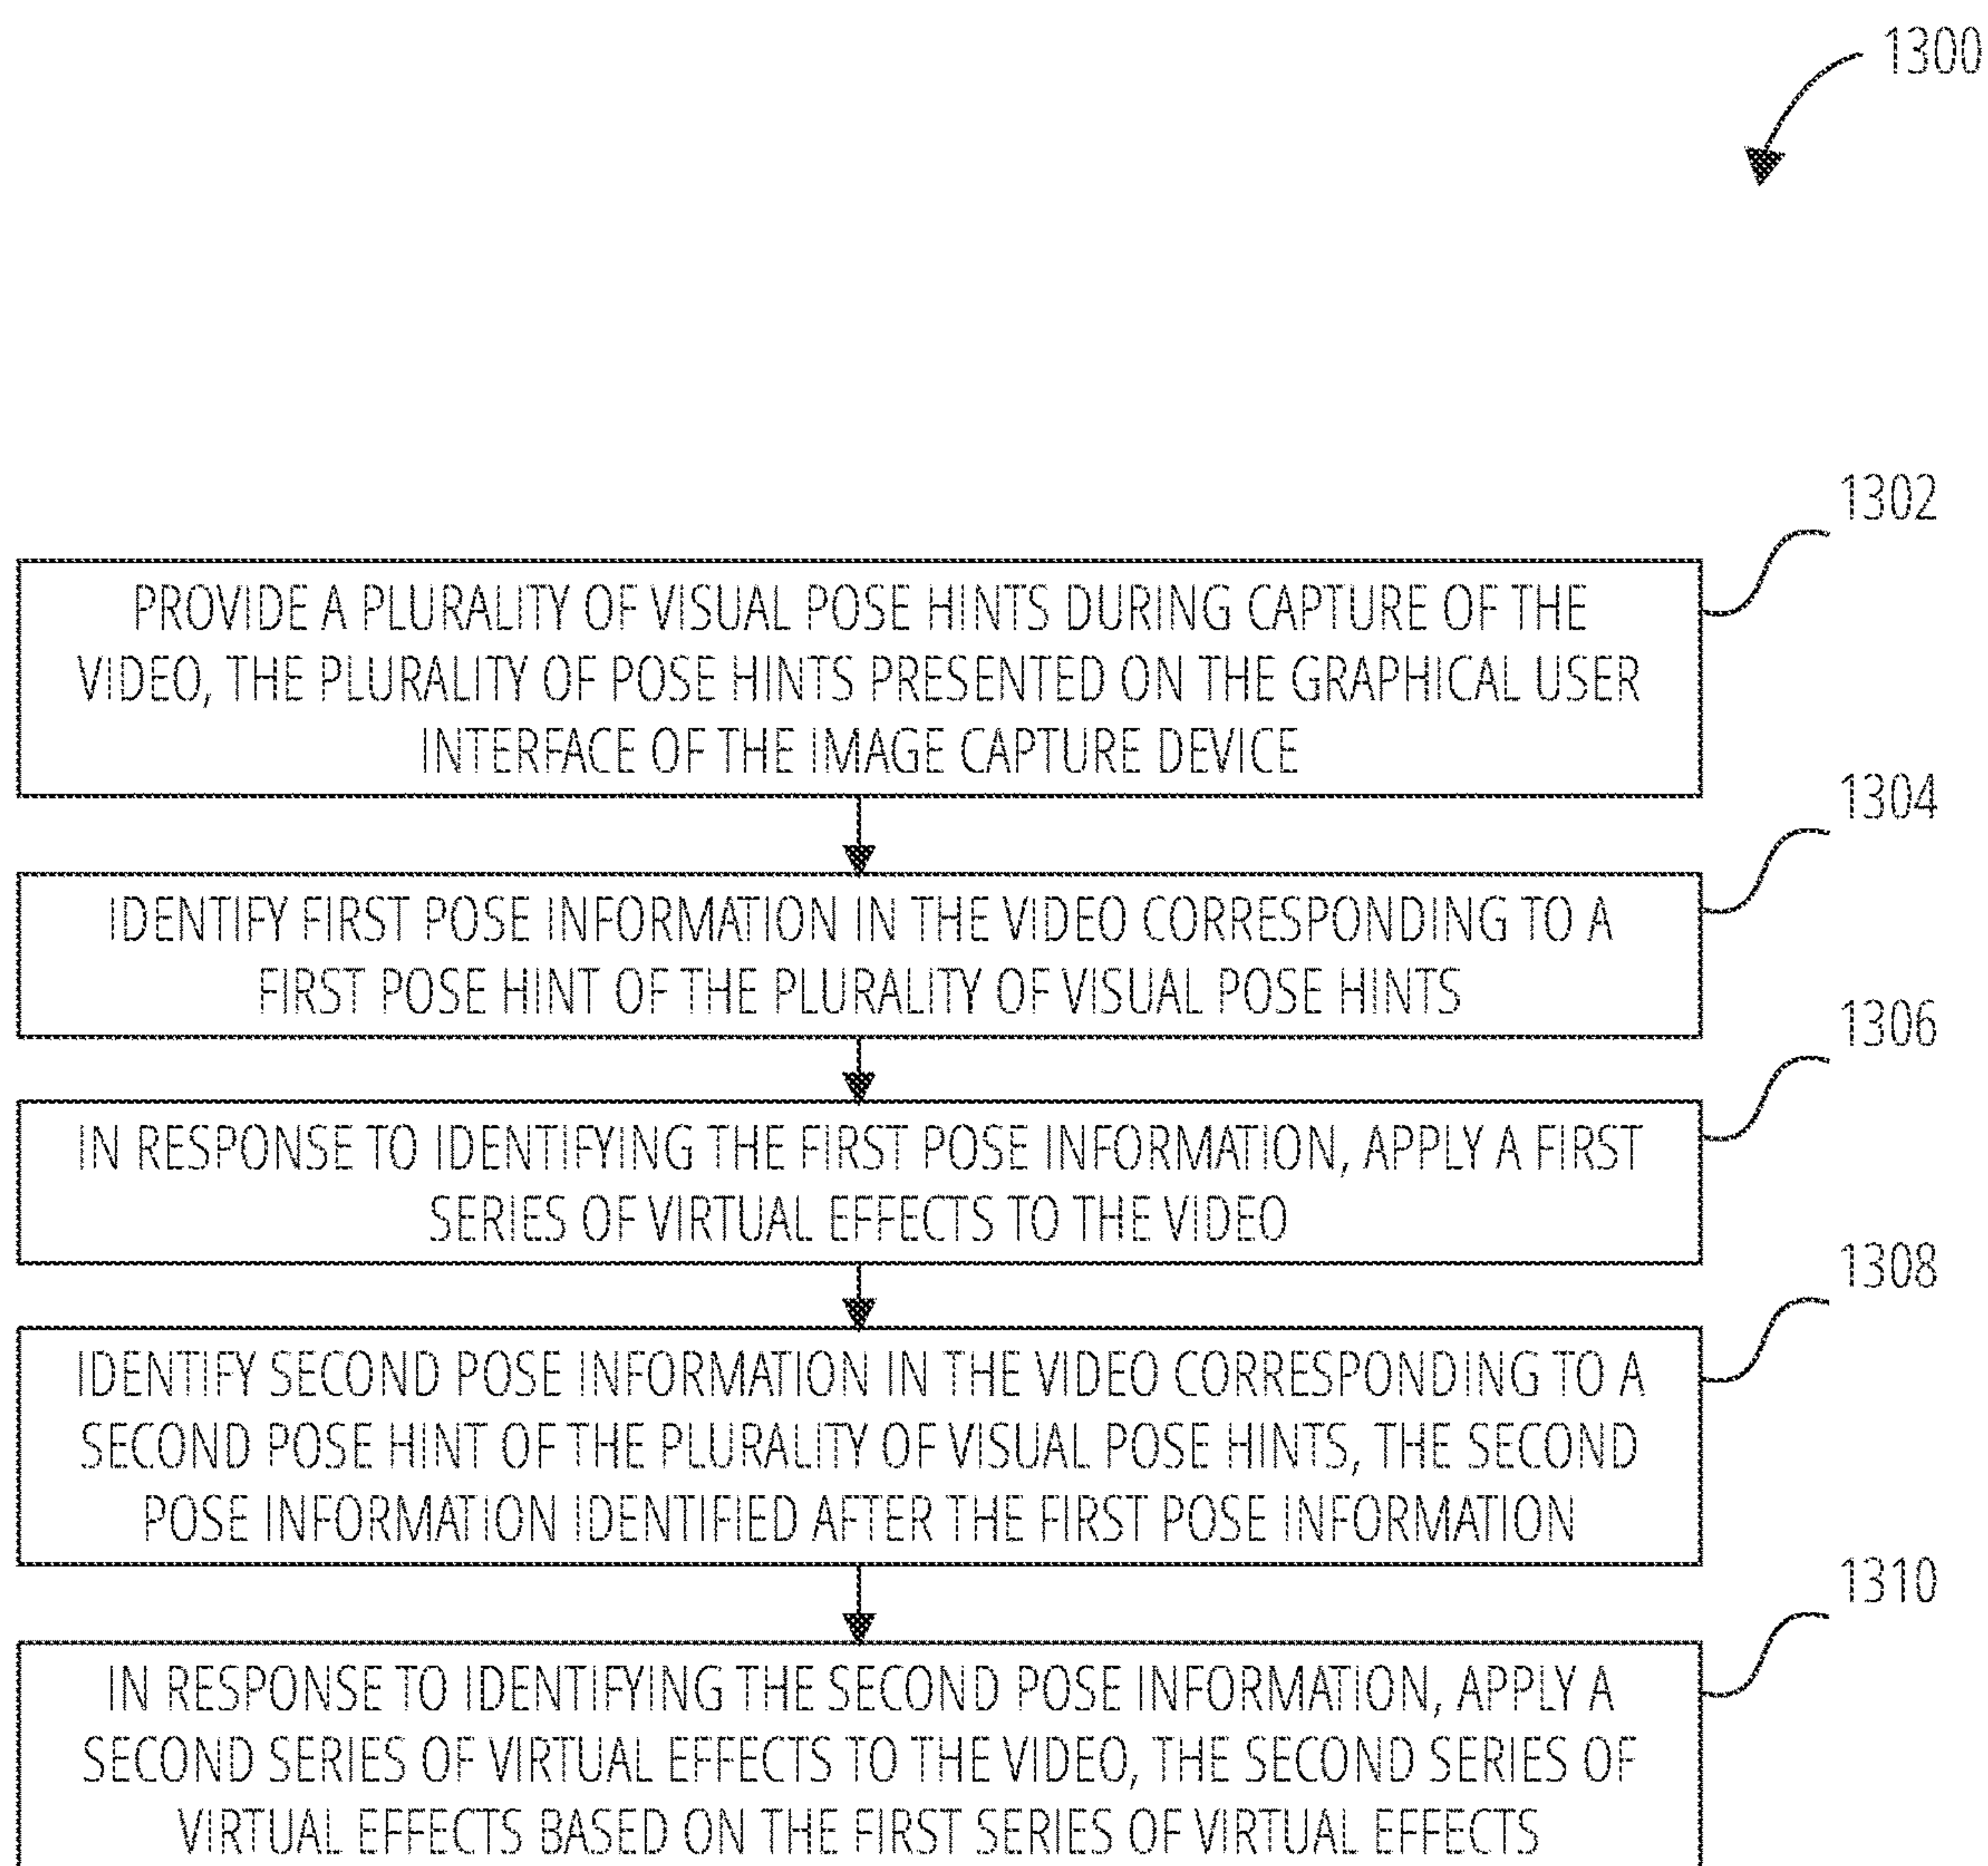 1300
1302
PROVIDE A PLURALITY OF VISUAL POSE HINTS DURING CAPTURE OF THE
VIDEO, THE PLURALITY OF POSE HINTS PRESENTED ON THE GRAPHICAL USER
INTERFACE OF THE IMAGE CAPTURE DEVICE
1304
IDENTIFY FIRST POSE INFORMATION IN THE VIDEO CORRESPONDING TO A
FIRST POSE HINT OF THE PLURALITY OF VISUAL POSE HINTS
1306
IN RESPONSE TO IDENTIFYING THE FIRST POSE INFORMATION, APPLY A FIRST
SERIES OF VIRTUAL EFFECTS TO THE VIDEO
1308
IDENTIFY SECOND POSE INFORMATION IN THE VIDEO CORRESPONDING TO A
SECOND POSE HINT OF THE PLURALITY OF VISUAL POSE HINTS, THE SECOND
POSE INFORMATION IDENTIFIED AFTER THE FIRST POSE INFORMATION
1310
IN RESPONSE TO IDENTIFYING THE SECOND POSE INFORMATION, APPLY A
SECOND SERIES OF VIRTUAL EFFECTS TO THE VIDEO, THE SECOND SERIES OF
VIRTUAL EFFECTS BASED ON THE FIRST SERIES OF VIRTUAL EFFECTS